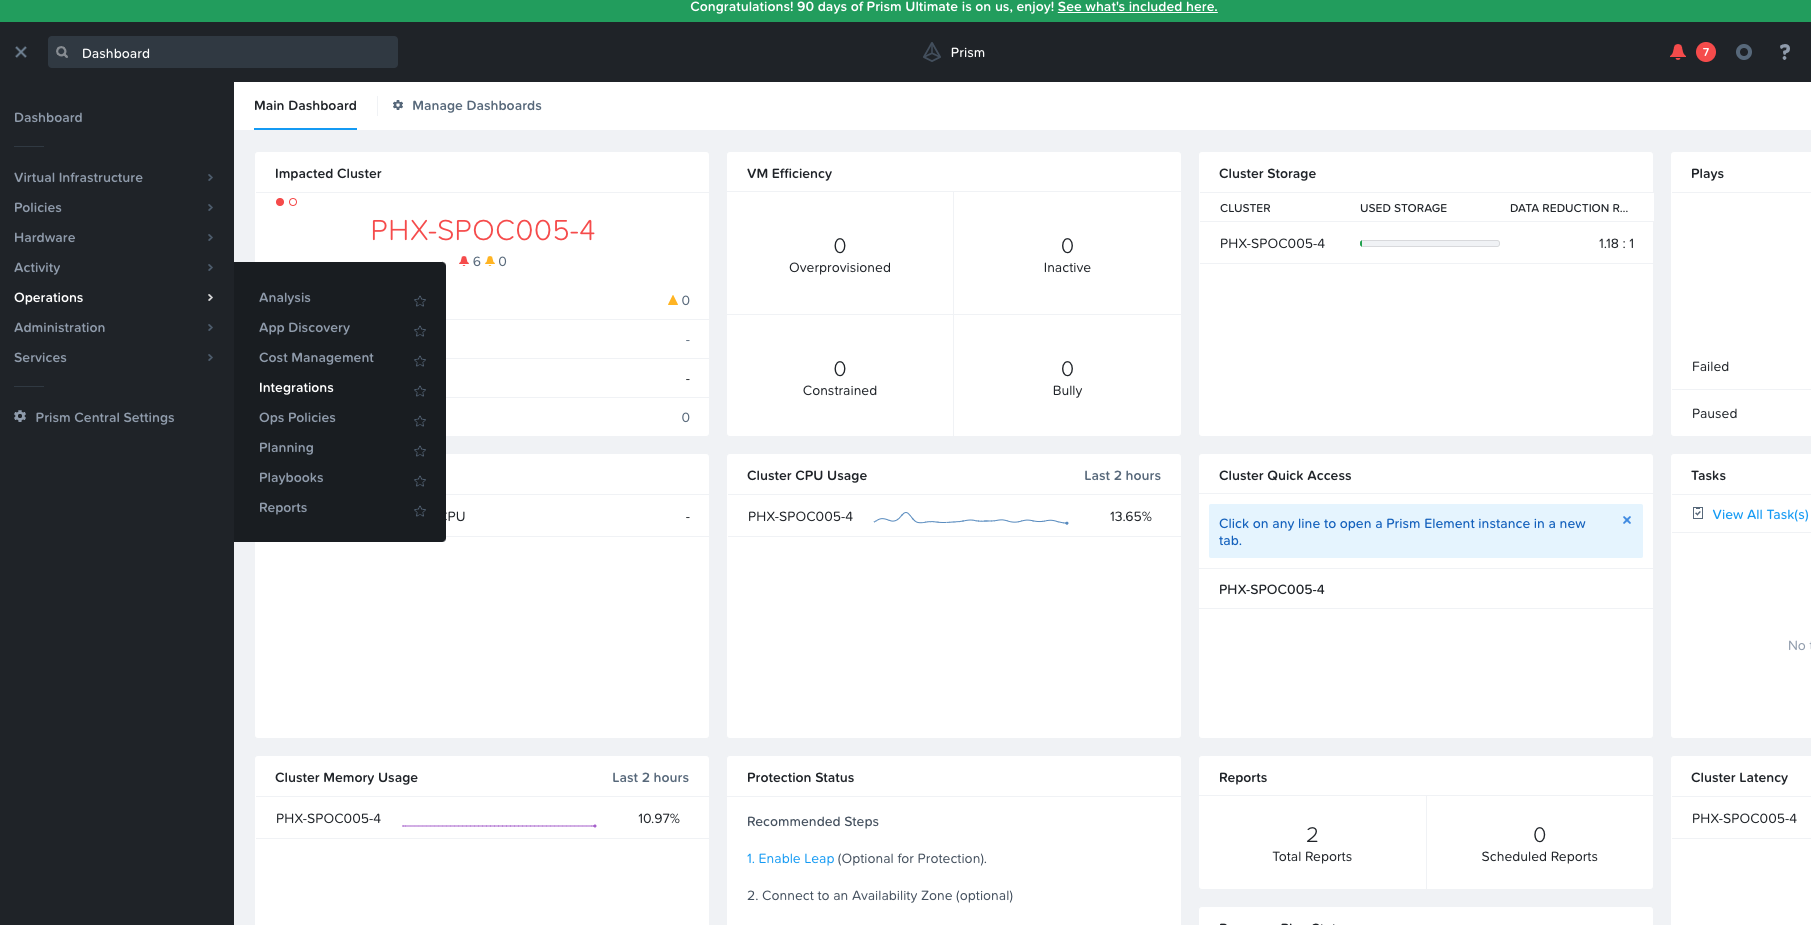 Congratulations! 90 days of Prism Ultimate is on us, enjoy! See what's included here.
Dashboard
Prism
7
?
Dashboard
Virtual Infrastructure
Policies
Hardware
Activity
Operations
Administration
Services
Prism Central Settings
Analysis
App Discovery
Cost Management
Integrations
Ops Policies
Planning
Playbooks
Reports
Main Dashboard
Manage Dashboards
Impacted Cluster
PHX-SPOC005-4
6 0
0
-
-
0
VM Efficiency
0
Overprovisioned
0
Inactive
0
Constrained
0
Bully
Cluster Storage
CLUSTER USED STORAGE DATA REDUCTION R...
PHX-SPOC005-4 1.18 : 1
Plays
Failed
Paused
CPU -
Cluster CPU Usage Last 2 hours
PHX-SPOC005-4 13.65%
Cluster Quick Access
Click on any line to open a Prism Element instance in a new
tab.
PHX-SPOC005-4
Tasks
View All Task(s)
No
Cluster Memory Usage Last 2 hours
PHX-SPOC005-4 10.97%
Protection Status
Recommended Steps
1. Enable Leap (Optional for Protection).
2. Connect to an Availability Zone (optional)
Reports
2
Total Reports
0
Scheduled Reports
Cluster Latency
PHX-SPOC005-4